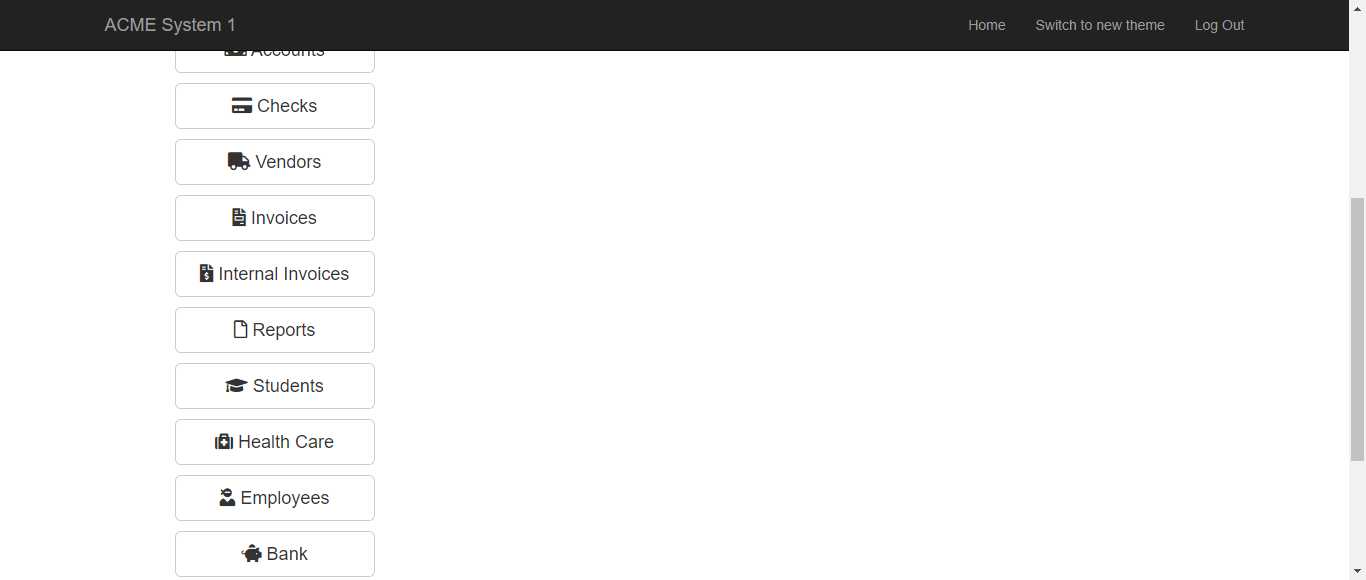 ACME System 1
Home
Switch to new theme
Log Out
Accounts
Checks
Vendors
Invoices
Internal Invoices
Reports
Students
Health Care
Employees
Bank